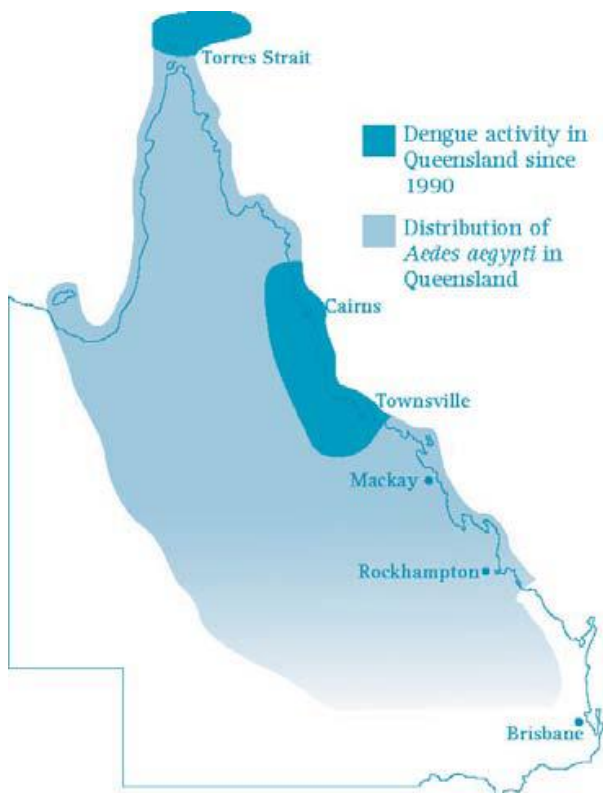 Torres Strait
Dengue activity in
Queensland since
1990
Distribution of
Aedes aegypti in
Queensland
Cairns
Townsville
Mackay
Rockhampton
Brisbane